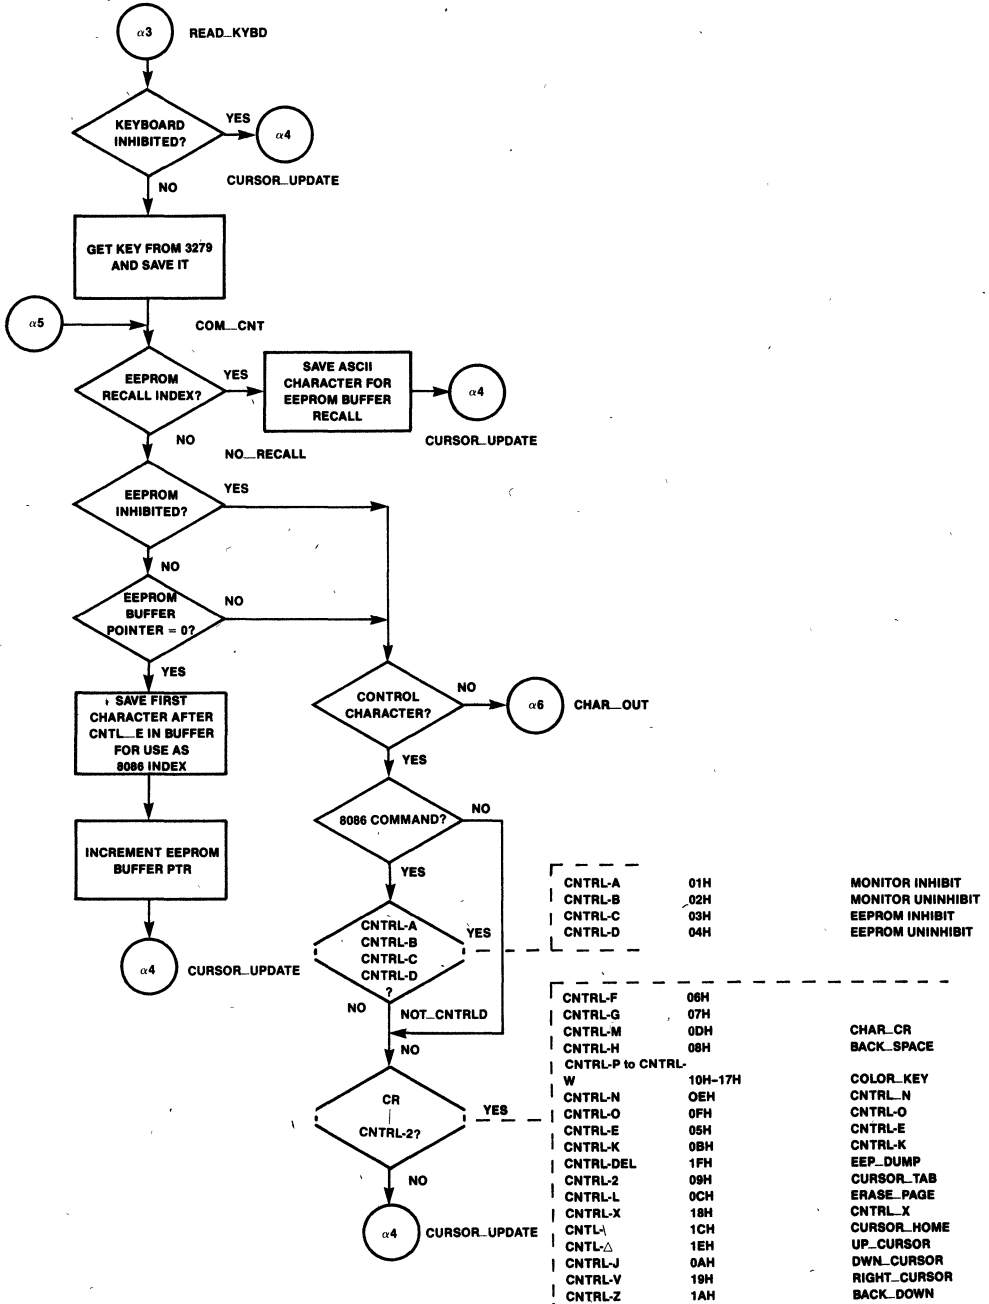 α3
READ_KYBD
KEYBOARD
INHIBITED?
YES
α4
CURSOR_UPDATE
NO
GET KEY FROM 3279
AND SAVE IT
α5
COM_CNT
EEPROM
RECALL INDEX?
YES
SAVE ASCII
CHARACTER FOR
EEPROM BUFFER
RECALL
α4
CURSOR_UPDATE
NO
NO_RECALL
EEPROM
INHIBITED?
YES
NO
EEPROM
BUFFER
POINTER = 0?
NO
YES
SAVE FIRST
CHARACTER AFTER
CNTL_E IN BUFFER
FOR USE AS
8086 INDEX
INCREMENT EEPROM
BUFFER PTR
α4
CURSOR_UPDATE
CONTROL
CHARACTER?
NO
α6
CHAR_OUT
YES
8086 COMMAND?
NO
YES
CNTRL-A
CNTRL-B
CNTRL-C
CNTRL-D
?
YES
CNTRL-A 01H MONITOR INHIBIT
CNTRL-B 02H MONITOR UNINHIBIT
CNTRL-C 03H EEPROM INHIBIT
CNTRL-D 04H EEPROM UNINHIBIT
NO
NOT_CNTRLD
NO
CR
|
CNTRL-2?
YES
CNTRL-F 06H
CNTRL-G 07H
CNTRL-M 0DH CHAR_CR
CNTRL-H 08H BACK_SPACE
CNTRL-P to CNTRL-
W 10H-17H COLOR_KEY
CNTRL-N OEH CNTRL_N
CNTRL-O 0FH CNTRL-O
CNTRL-E 05H CNTRL-E
CNTRL-K 0BH CNTRL-K
CNTRL-DEL 1FH EEP_DUMP
CNTRL-2 09H CURSOR_TAB
CNTRL-L 0CH ERASE_PAGE
CNTRL-X 18H CNTRL_X
CNTL-\ 1CH CURSOR_HOME
CNTL-△ 1EH UP_CURSOR
CNTRL-J 0AH DWN_CURSOR
CNTRL-V 19H RIGHT_CURSOR
CNTRL-Z 1AH BACK_DOWN
NO
α4
CURSOR_UPDATE